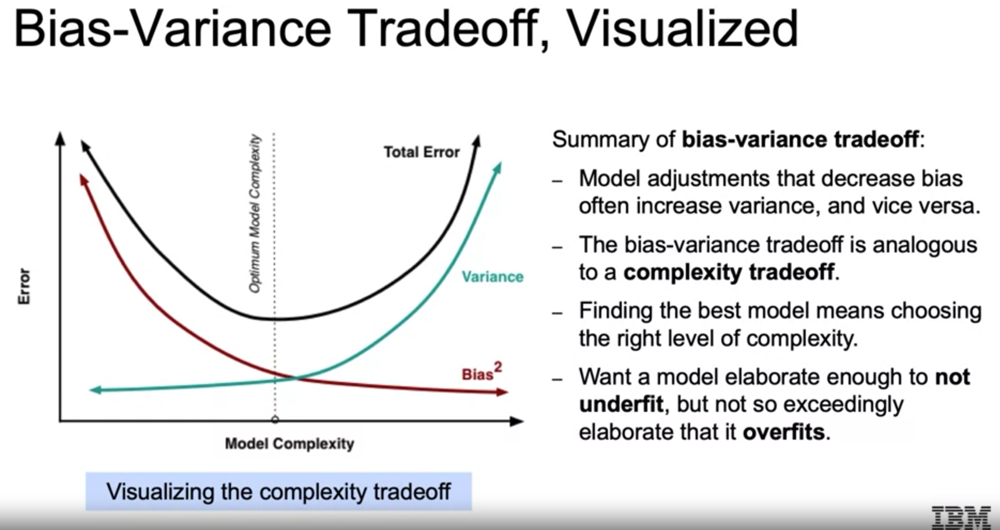 Bias-Variance Tradeoff, Visualized
Optimum Model Complexity
Total Error
Variance
Bias²
Error
Model Complexity
Visualizing the complexity tradeoff
Summary of bias-variance tradeoff:
– Model adjustments that decrease bias
often increase variance, and vice versa.
– The bias-variance tradeoff is analogous
to a complexity tradeoff.
– Finding the best model means choosing
the right level of complexity.
– Want a model elaborate enough to not
underfit, but not so exceedingly
elaborate that it overfits.
IBM